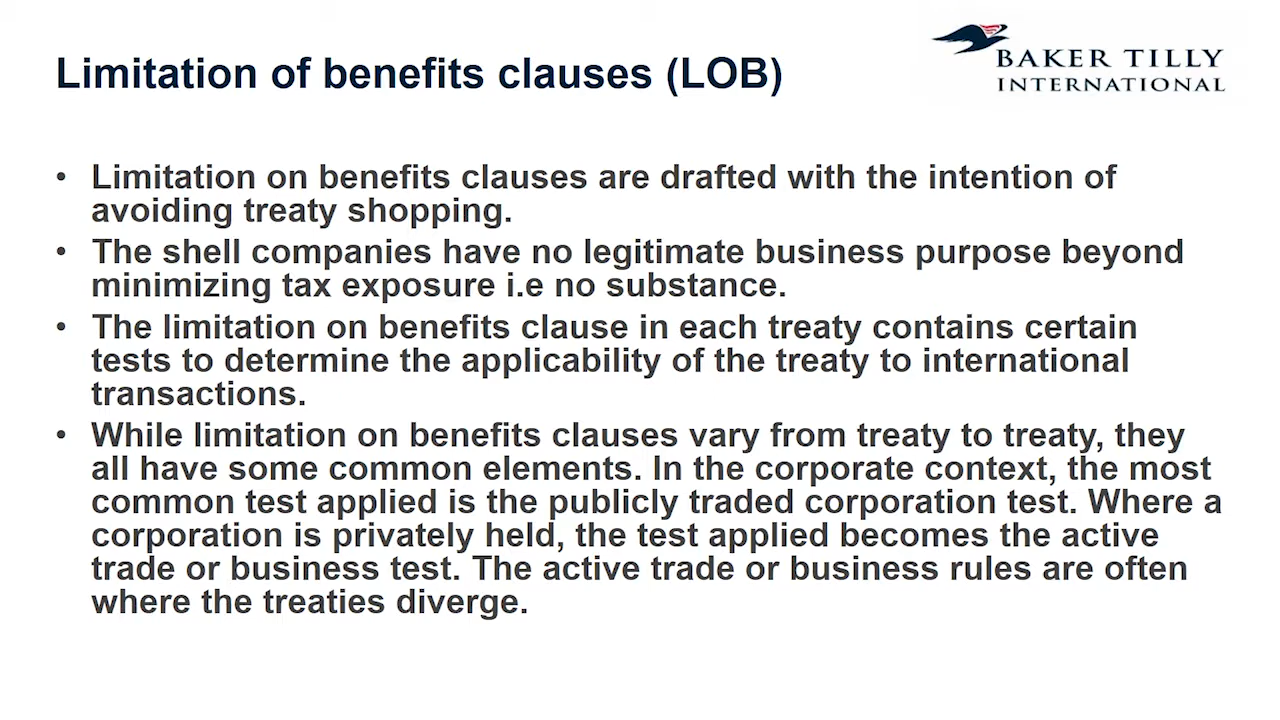 Limitation of benefits clauses (LOB)
BAKER TILLY
INTERNATIONAL
• Limitation on benefits clauses are drafted with the intention of
avoiding treaty shopping.
• The shell companies have no legitimate business purpose beyond
minimizing tax exposure i.e no substance.
• The limitation on benefits clause in each treaty contains certain
tests to determine the applicability of the treaty to international
transactions.
• While limitation on benefits clauses vary from treaty to treaty, they
all have some common elements. In the corporate context, the most
common test applied is the publicly traded corporation test. Where a
corporation is privately held, the test applied becomes the active
trade or business test. The active trade or business rules are often
where the treaties diverge.